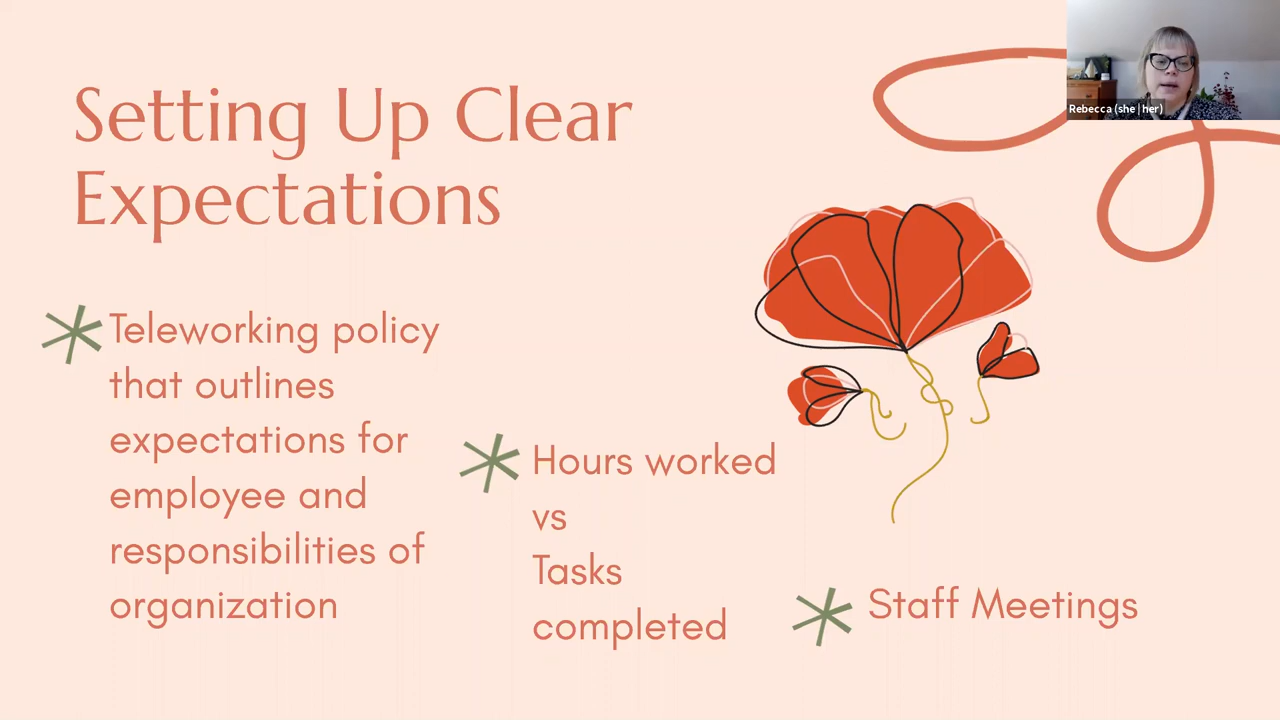 Setting Up Clear
Expectations
Rebecca (she | her)
Teleworking policy
that outlines
expectations for
employee and
responsibilities of
organization
Hours worked
vs
Tasks
completed
Staff Meetings